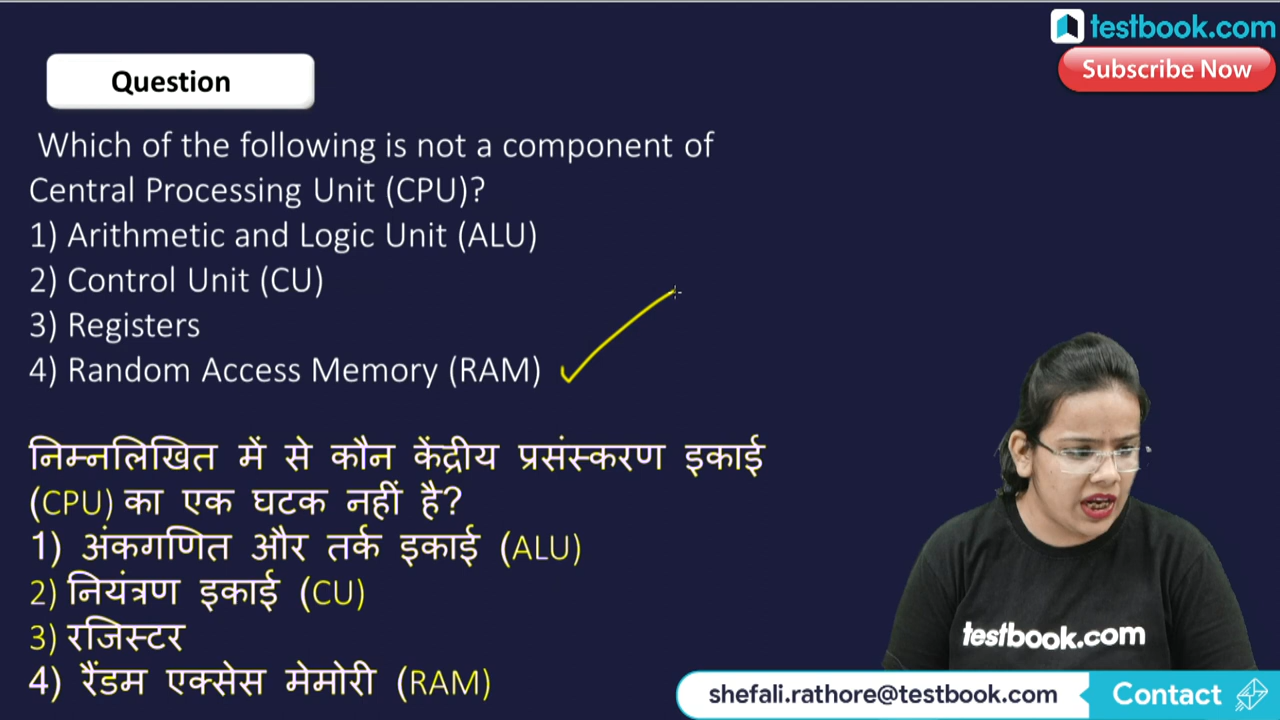 testbook.com
Subscribe Now
Question
Which of the following is not a component of
Central Processing Unit (CPU)?
1) Arithmetic and Logic Unit (ALU)
2) Control Unit (CU)
3) Registers
4) Random Access Memory (RAM)
निम्नलिखित में से कौन केंद्रीय प्रसंस्करण इकाई
(CPU) का एक घटक नहीं है?
1) अंकगणित और तर्क इकाई (ALU)
2) नियंत्रण इकाई (CU)
3) रजिस्टर
4) रैंडम एक्सेस मेमोरी (RAM)
testbook.com
shefali.rathore@testbook.com
Contact